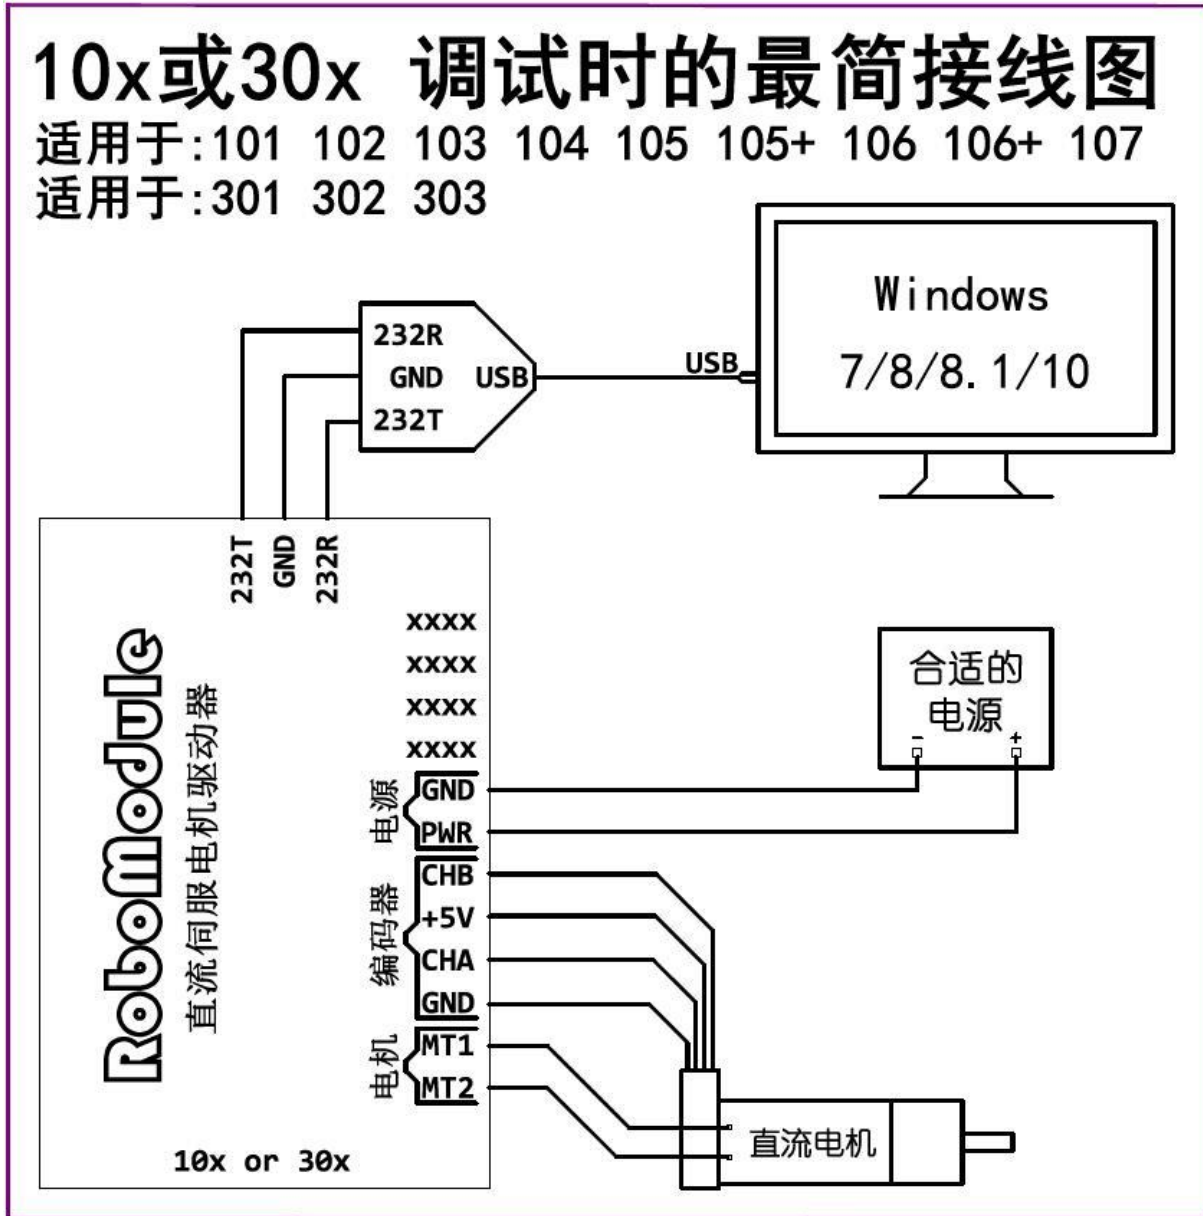 10x或30x 调试时的最简接线图
适用于:101 102 103 104 105 105+ 106 106+ 107
适用于:301 302 303
Windows
7/8/8.1/10
232R
GND
232T
USB
USB
232T
GND
232R
RoboModule
直流伺服电机驱动器
xxxx
xxxx
xxxx
xxxx
电源
GND
PWR
编码器
CHB
+5V
CHA
GND
电机
MT1
MT2
10x or 30x
合适的
电源
- +
直流电机